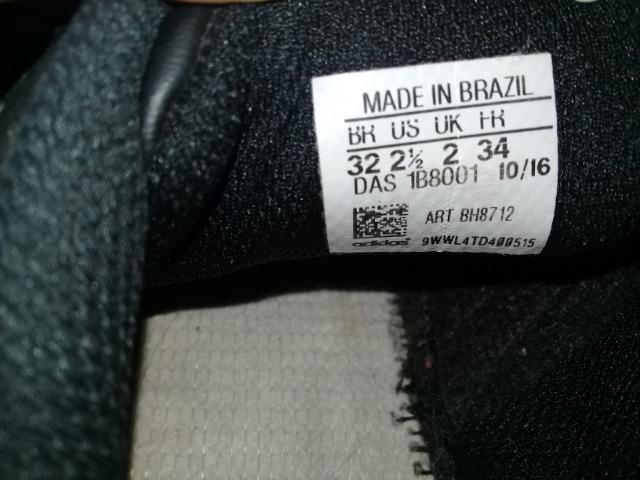 MADE IN BRAZIL
BR US UK FR
32 2½ 2 34
DAS 1B8001 10/16
ART BH8712
adidas 9WWL4TD400515